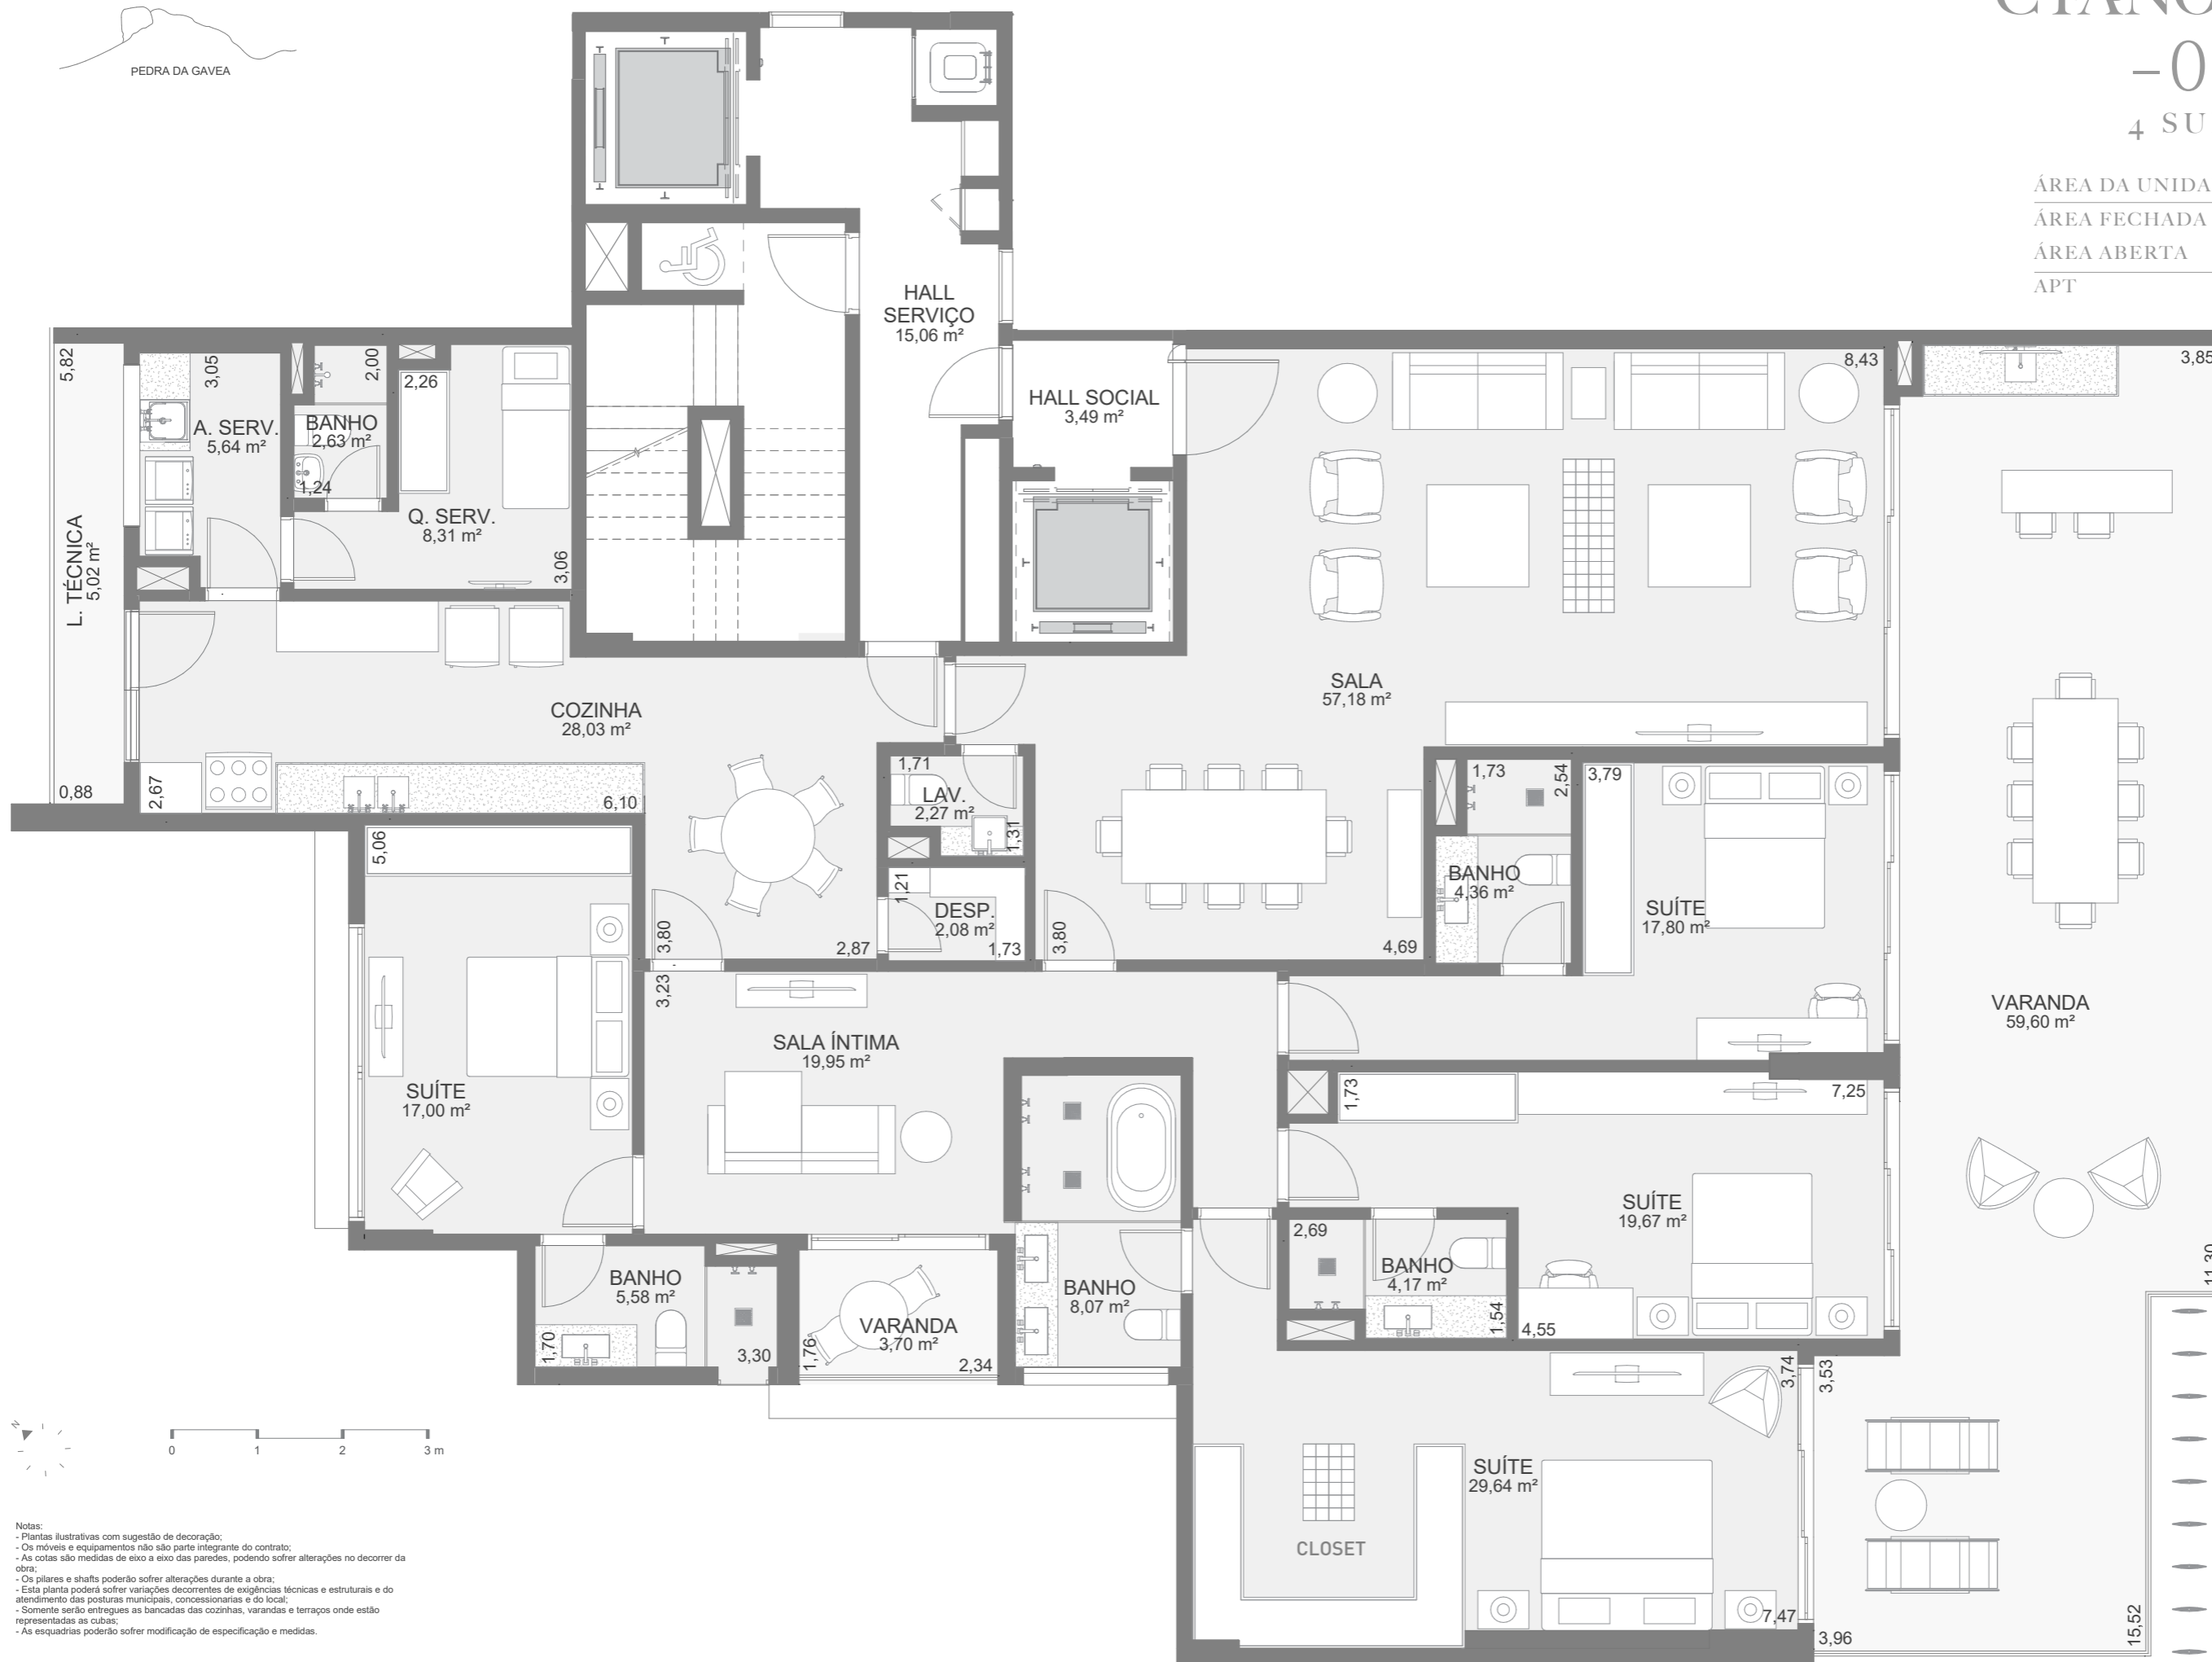 PEDRA DA GAVEA
-0
4 SU
ÁREA DA UNIDA
ÁREA FECHADA
ÁREA ABERTA
APT
HALL
SERVIÇO
15,06 m²
HALL SOCIAL
3,49 m²
5,82
3,05
2,00
2,26
8,43
3,85
A. SERV.
5,64 m²
BANHO
2,63 m²
1,24
Q. SERV.
8,31 m²
3,06
L. TÉCNICA
5,02 m²
0,88
COZINHA
28,03 m²
2,67
6,10
SALA
57,18 m²
1,71
LAV.
2,27 m²
1,31
1,21
DESP.
2,08 m²
1,73
3,80
2,87
3,80
4,69
1,73
2,54
3,79
BANHO
4,36 m²
SUÍTE
17,80 m²
VARANDA
59,60 m²
5,06
SUÍTE
17,00 m²
3,23
SALA ÍNTIMA
19,95 m²
1,73
7,25
SUÍTE
19,67 m²
2,69
BANHO
4,17 m²
1,54
4,55
11,30
BANHO
5,58 m²
1,70
3,30
VARANDA
3,70 m²
1,76
2,34
BANHO
8,07 m²
3,74
3,53
SUÍTE
29,64 m²
CLOSET
7,47
3,96
15,52
N
0
1
2
3 m
Notas:
- Plantas ilustrativas com sugestão de decoração;
- Os móveis e equipamentos não são parte integrante do contrato;
- As cotas são medidas de eixo a eixo das paredes, podendo sofrer alterações no decorrer da
obra;
- Os pilares e shafts poderão sofrer alterações durante a obra;
- Esta planta poderá sofrer variações decorrentes de exigências técnicas e estruturais e do
atendimento das posturas municipais, concessionarias e do local;
- Somente serão entregues as bancadas das cozinhas, varandas e terraços onde estão
representadas as cubas;
- As esquadrias poderão sofrer modificação de especificação e medidas.